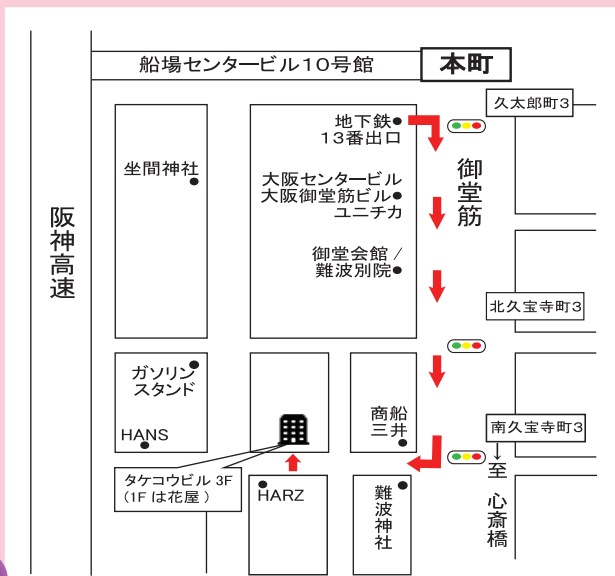 船場センタービル10号館
本町
久太郎町3
地下鉄
13番出口
坐間神社
大阪センタービル
大阪御堂筋ビル
ユニチカ
御堂筋
阪神高速
御堂会館 /
難波別院
北久宝寺町3
ガソリン
スタンド
HANS
商船
三井
南久宝寺町3
↓至 心斎橋
タケコウビル 3F
(1F は花屋 )
HARZ
難波神社